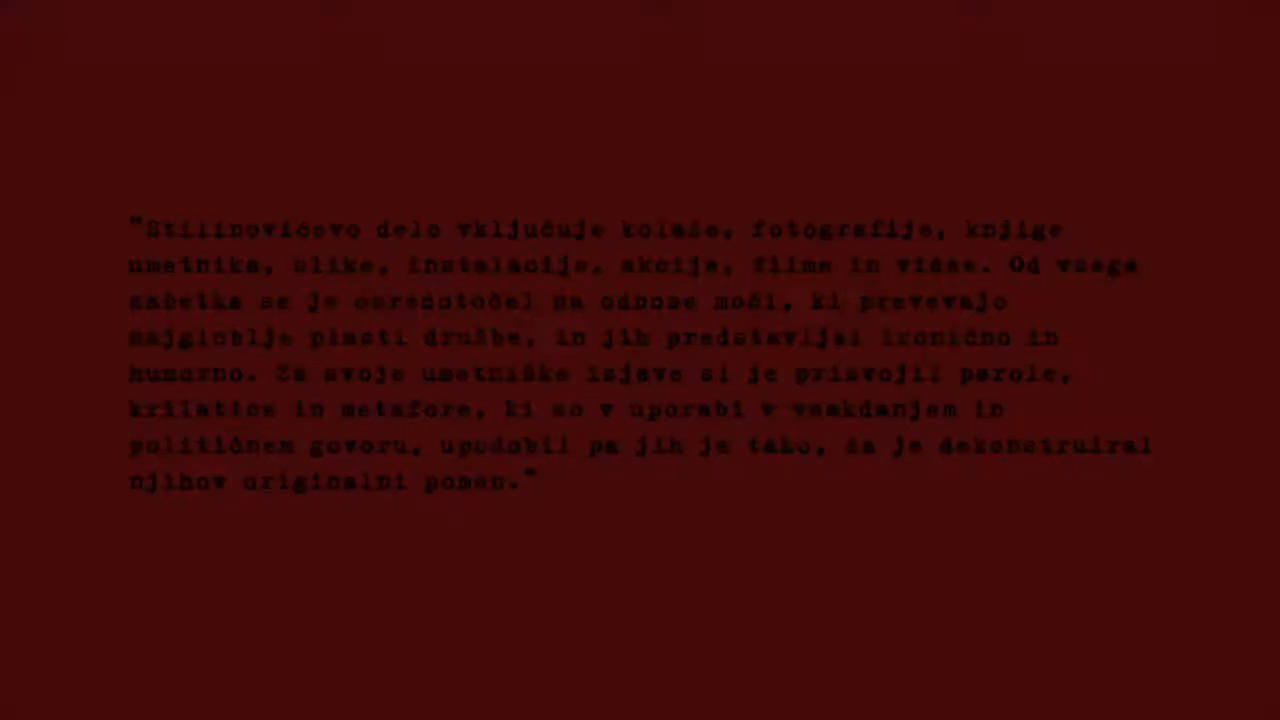 "Stilinovićevo delo vključuje kolaže, fotografije, knjige
umetnika, slike, instalacije, akcije, filme in videe. Od vsega
začetka se je osredotočal na odnose moči, ki prevevajo
najgloblje plasti družbe, in jih predstavljal ironično in
humorno. Za svoje umetniške izjave si je prisvojil parole,
krilatice in metafore, ki so v uporabi v vsakdanjem in
političnem govoru, upodobil pa jih je tako, da je dekonstruiral
njihov originalni pomen."